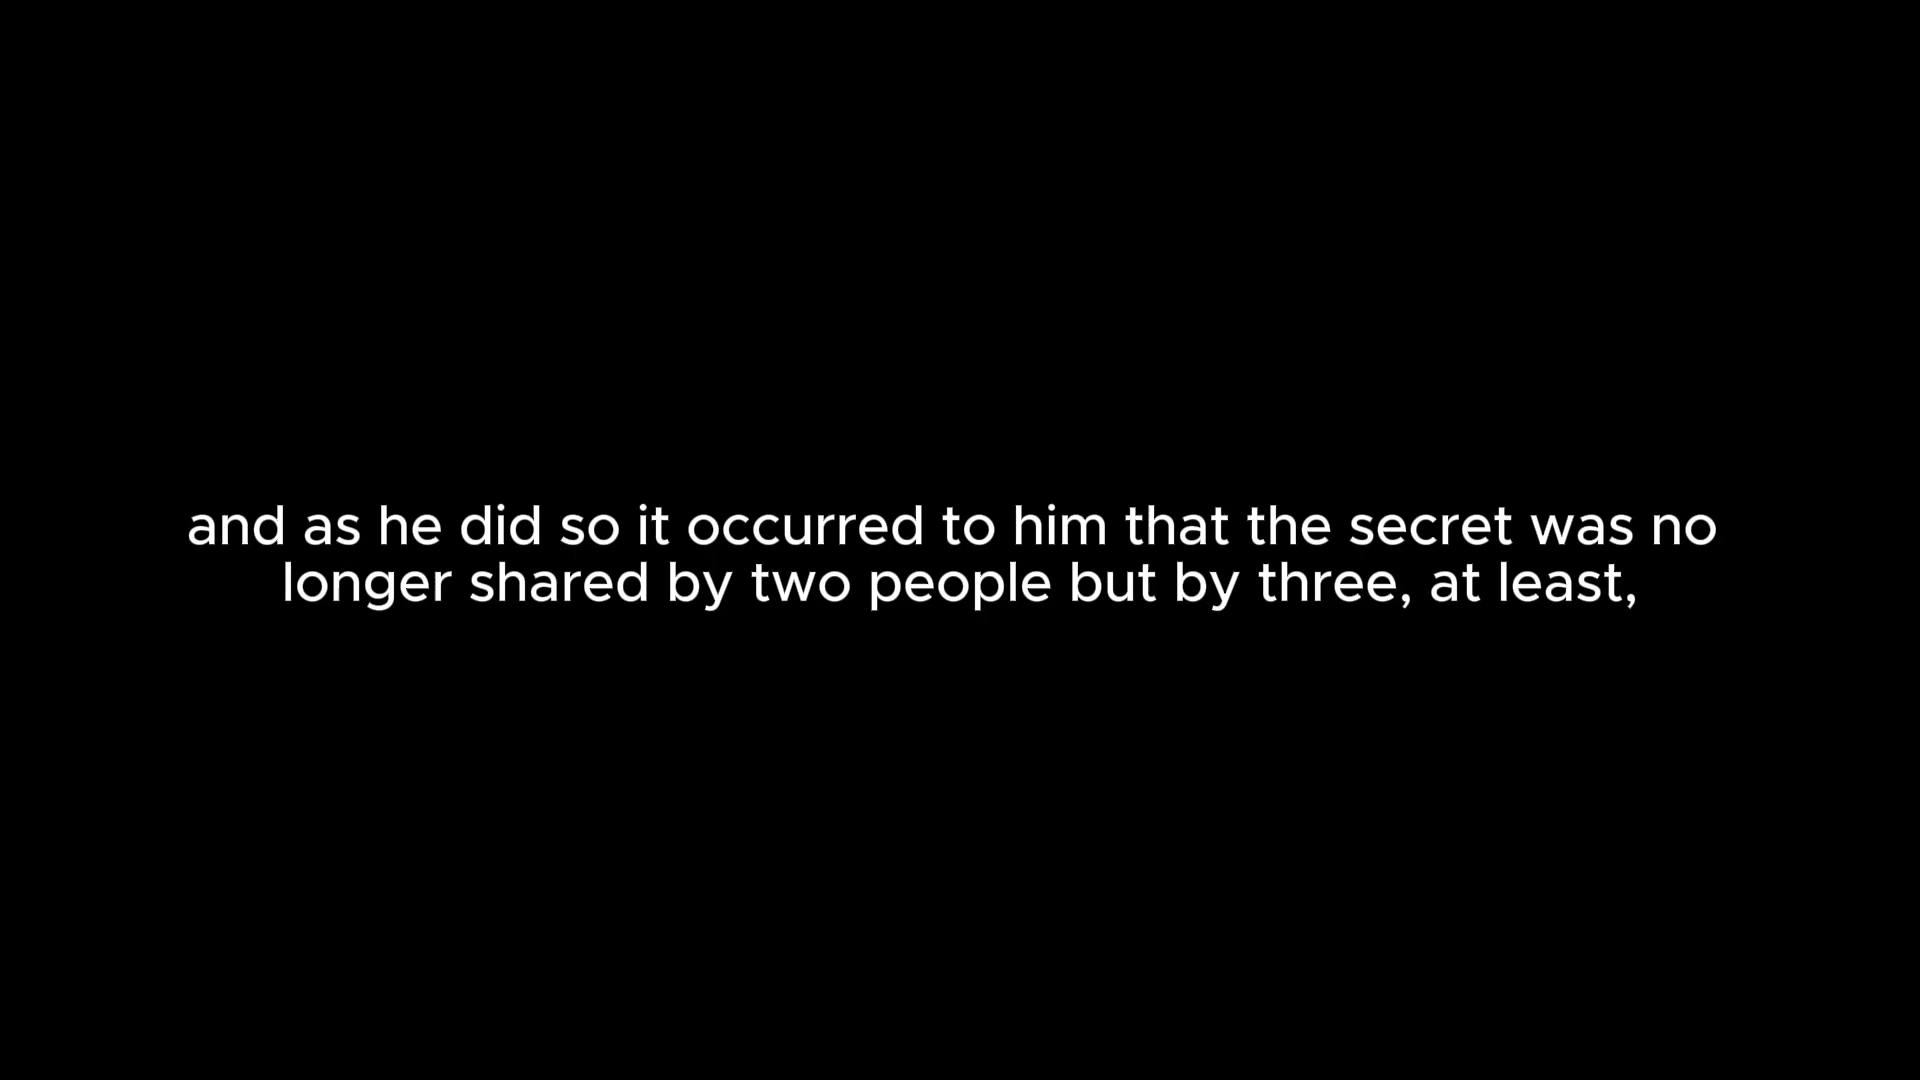 and as he did so it occurred to him that the secret was no
longer shared by two people but by three, at least,